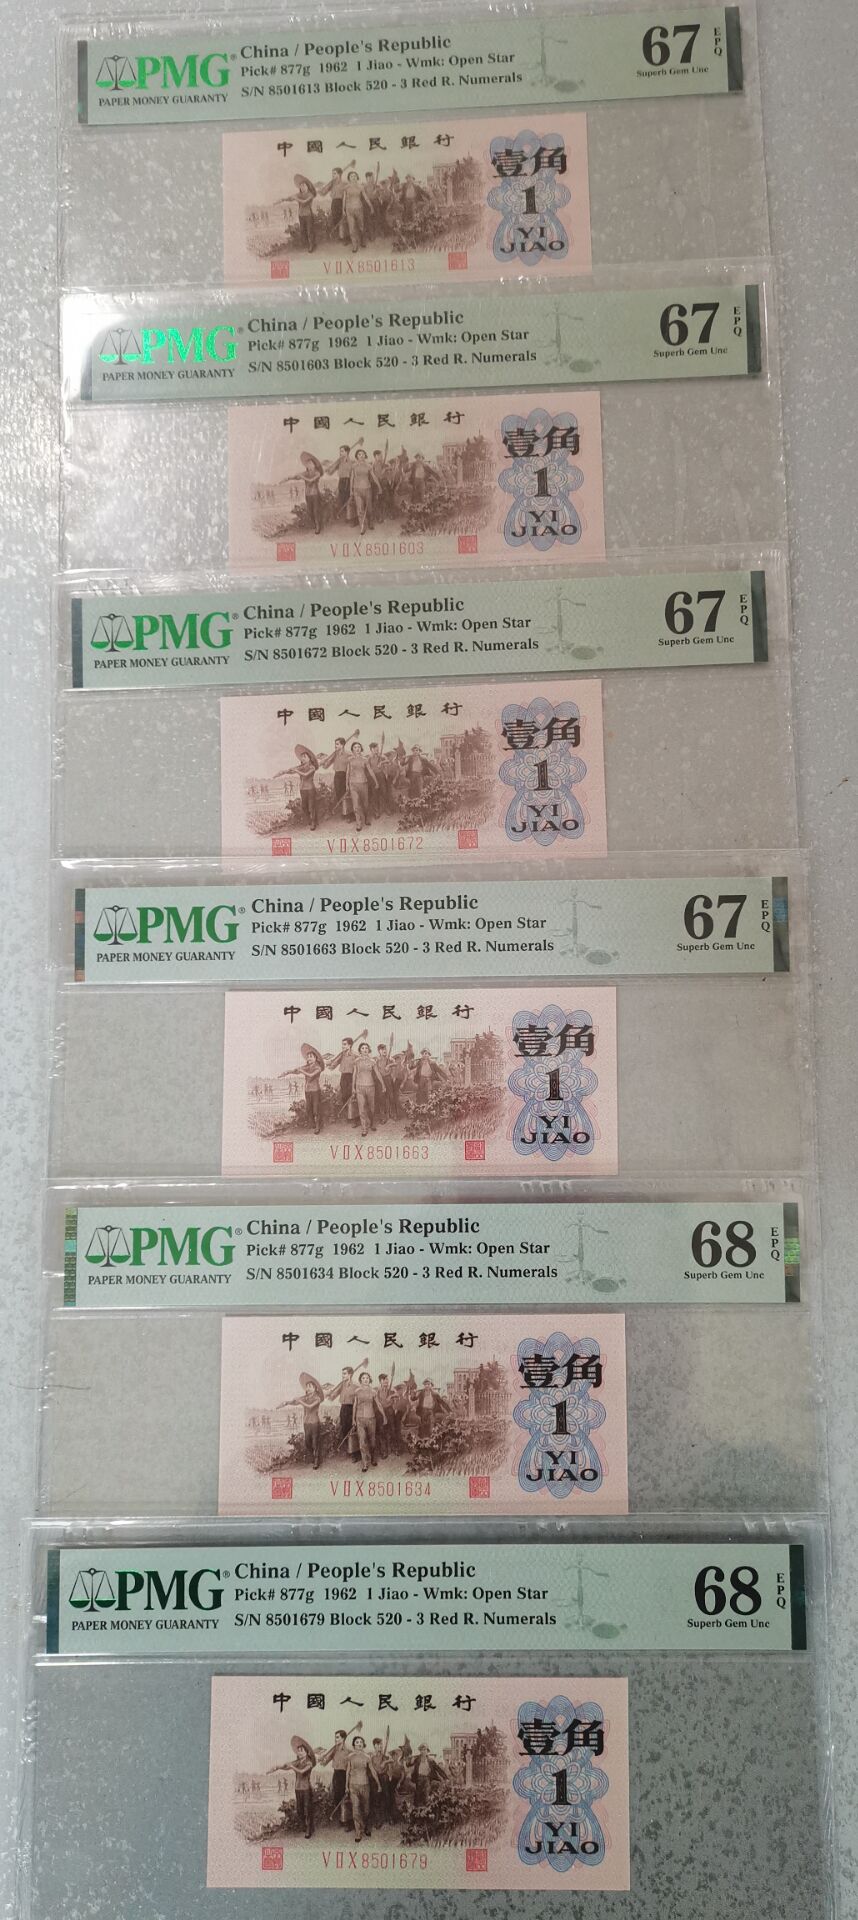 PMG®
PAPER MONEY GUARANTY
China / People's Republic
Pick# 877g 1962 1 Jiao - Wmk: Open Star
S/N 8501613 Block 520 - 3 Red R. Numerals
67
EPQ
Superb Gem Unc
中國人民銀行
壹角
1
YI
JIAO
VIIX8501613
PMG®
PAPER MONEY GUARANTY
China / People's Republic
Pick# 877g 1962 1 Jiao - Wmk: Open Star
S/N 8501603 Block 520 - 3 Red R. Numerals
67
EPQ
Superb Gem Unc
中國人民銀行
壹角
1
YI
JIAO
VIIX8501603
PMG®
PAPER MONEY GUARANTY
China / People's Republic
Pick# 877g 1962 1 Jiao - Wmk: Open Star
S/N 8501672 Block 520 - 3 Red R. Numerals
67
EPQ
Superb Gem Unc
中國人民銀行
壹角
1
YI
JIAO
VIIX8501672
PMG®
PAPER MONEY GUARANTY
China / People's Republic
Pick# 877g 1962 1 Jiao - Wmk: Open Star
S/N 8501663 Block 520 - 3 Red R. Numerals
67
EPQ
Superb Gem Unc
中國人民銀行
壹角
1
YI
JIAO
VIIX8501663
PMG®
PAPER MONEY GUARANTY
China / People's Republic
Pick# 877g 1962 1 Jiao - Wmk: Open Star
S/N 8501634 Block 520 - 3 Red R. Numerals
68
EPQ
Superb Gem Unc
中國人民銀行
壹角
1
YI
JIAO
VIIX8501634
PMG®
PAPER MONEY GUARANTY
China / People's Republic
Pick# 877g 1962 1 Jiao - Wmk: Open Star
S/N 8501679 Block 520 - 3 Red R. Numerals
68
EPQ
Superb Gem Unc
中國人民銀行
壹角
1
YI
JIAO
VIIX8501679